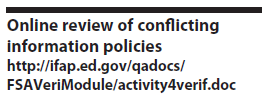 Online review of conflicting
information policies
http://ifap.ed.gov/qadocs/
FSAVeriModule/activity4verif.doc